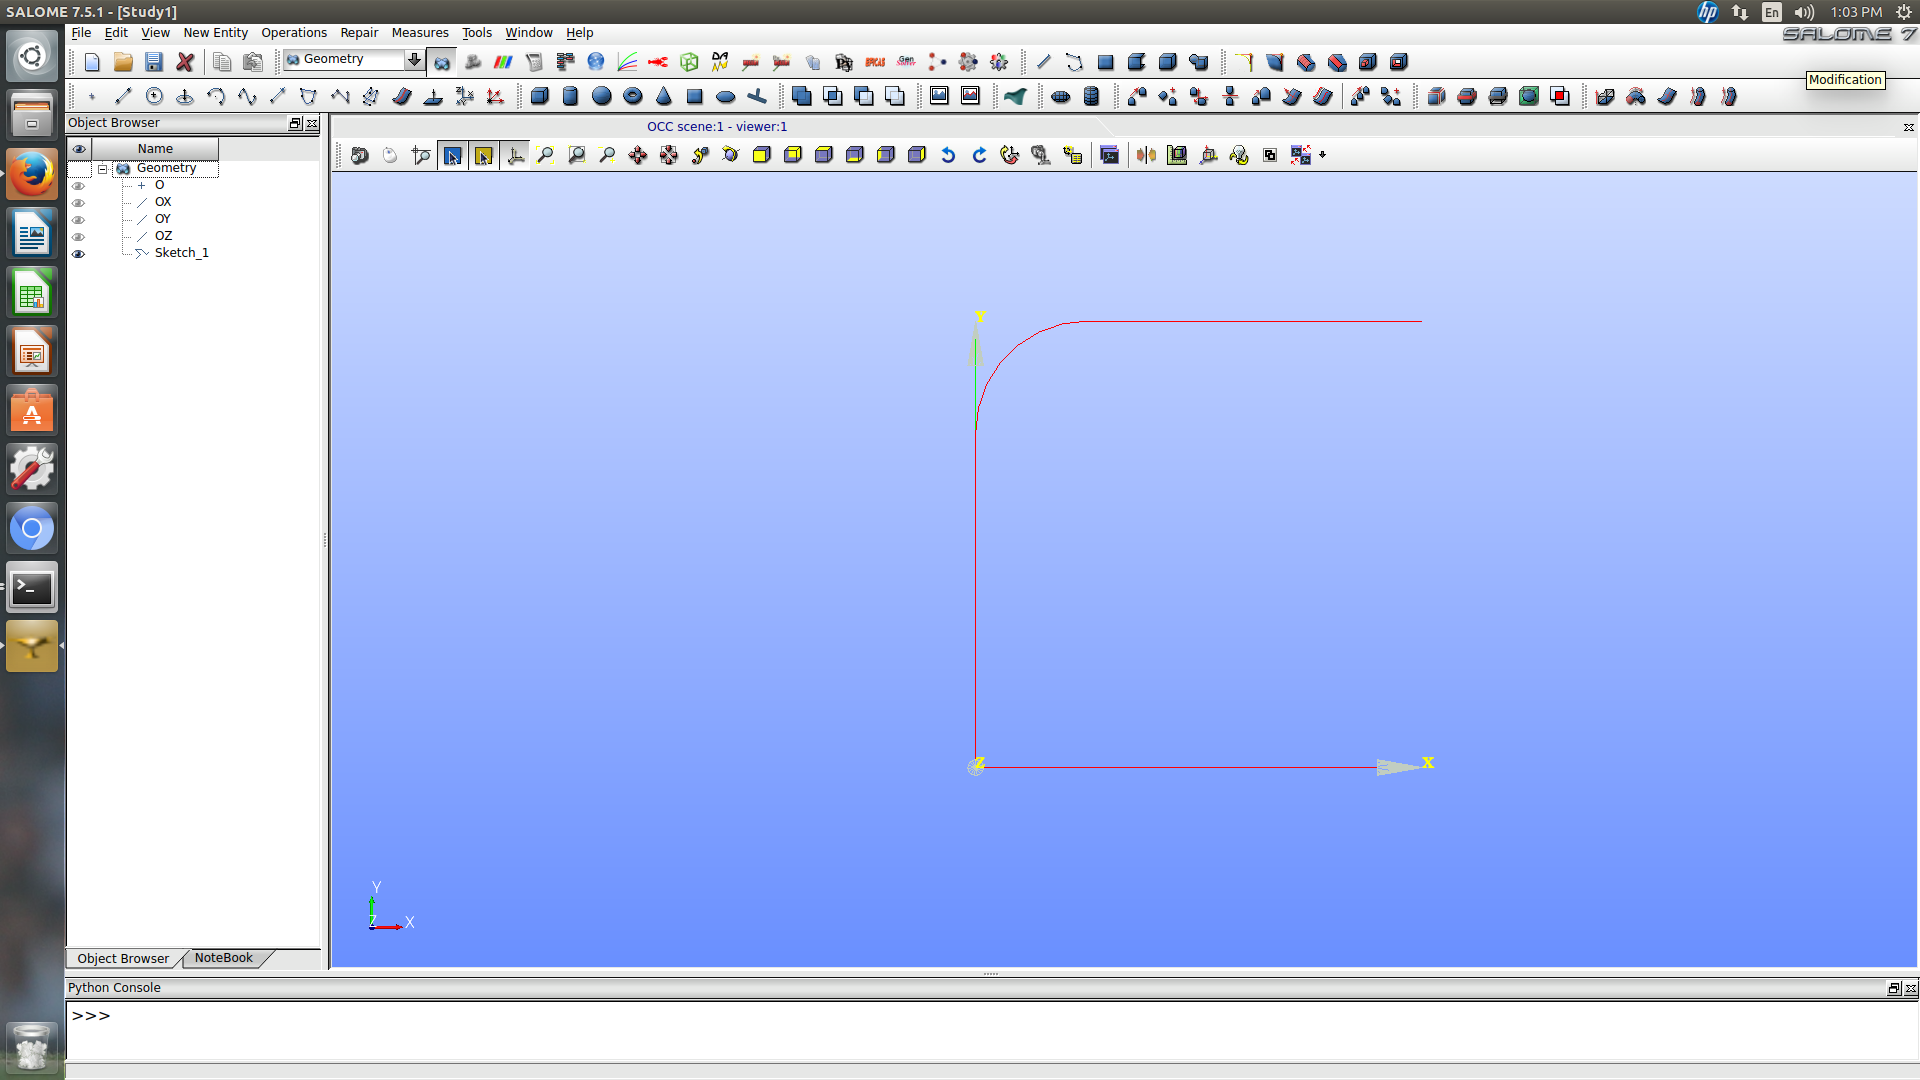 SALOME 7.5.1 - [Study1]
hp
En
1:03 PM
File Edit View New Entity Operations Repair Measures Tools Window Help
SALOME 7
Geometry
Modification
Object Browser
OCC scene:1 - viewer:1
Name
Geometry
O
OX
OY
OZ
Sketch_1
Y
Z
X
Y
Z
X
Object Browser
NoteBook
Python Console
>>>